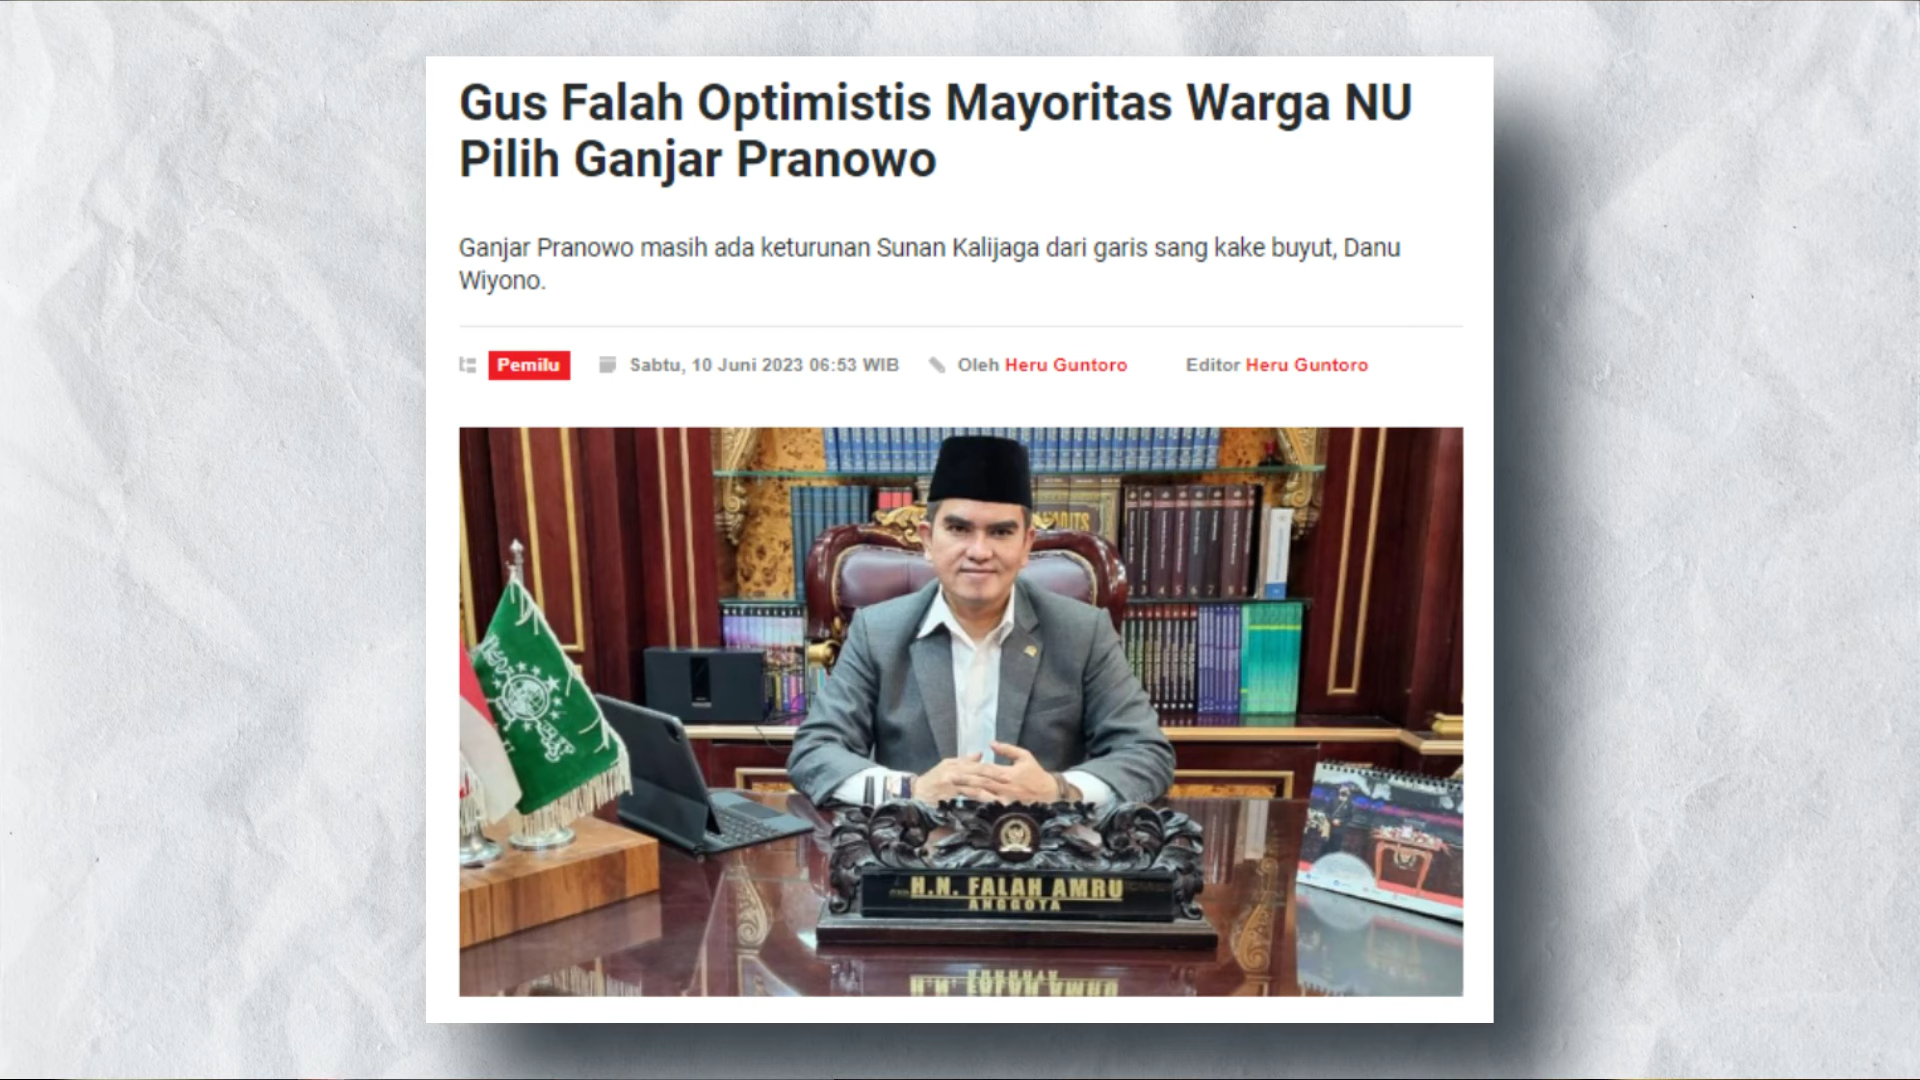 Gus Falah Optimistis Mayoritas Warga NU
Pilih Ganjar Pranowo
Ganjar Pranowo masih ada keturunan Sunan Kalijaga dari garis sang kake buyut, Danu
Wiyono.
Pemilu Sabtu, 10 Juni 2023 06:53 WIB Oleh Heru Guntoro Editor Heru Guntoro
H.N. FALAH AMRU
ANGGOTA